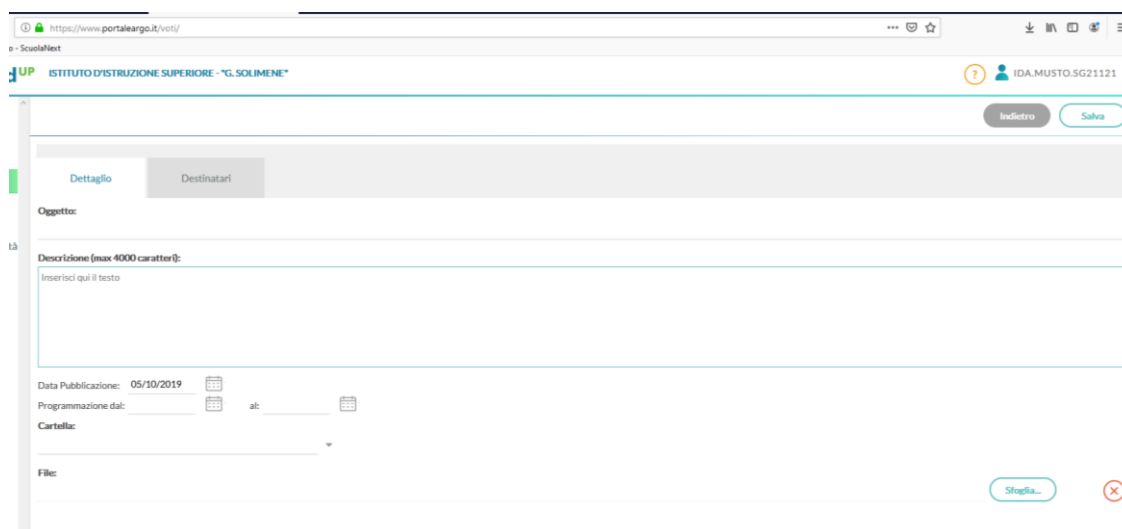 https://www.portaleargo.it/voti/
o - ScuolaNext
d UP ISTITUTO D'ISTRUZIONE SUPERIORE - "G. SOLIMENE" ? IDA.MUSTO.SG21121
Indietro Salva
Dettaglio Destinatari
Oggetto:
tà
Descrizione (max 4000 caratteri):
Inserisci qui il testo
Data Pubblicazione: 05/10/2019
Programmazione dal: al:
Cartella:
File:
Sfoglia...